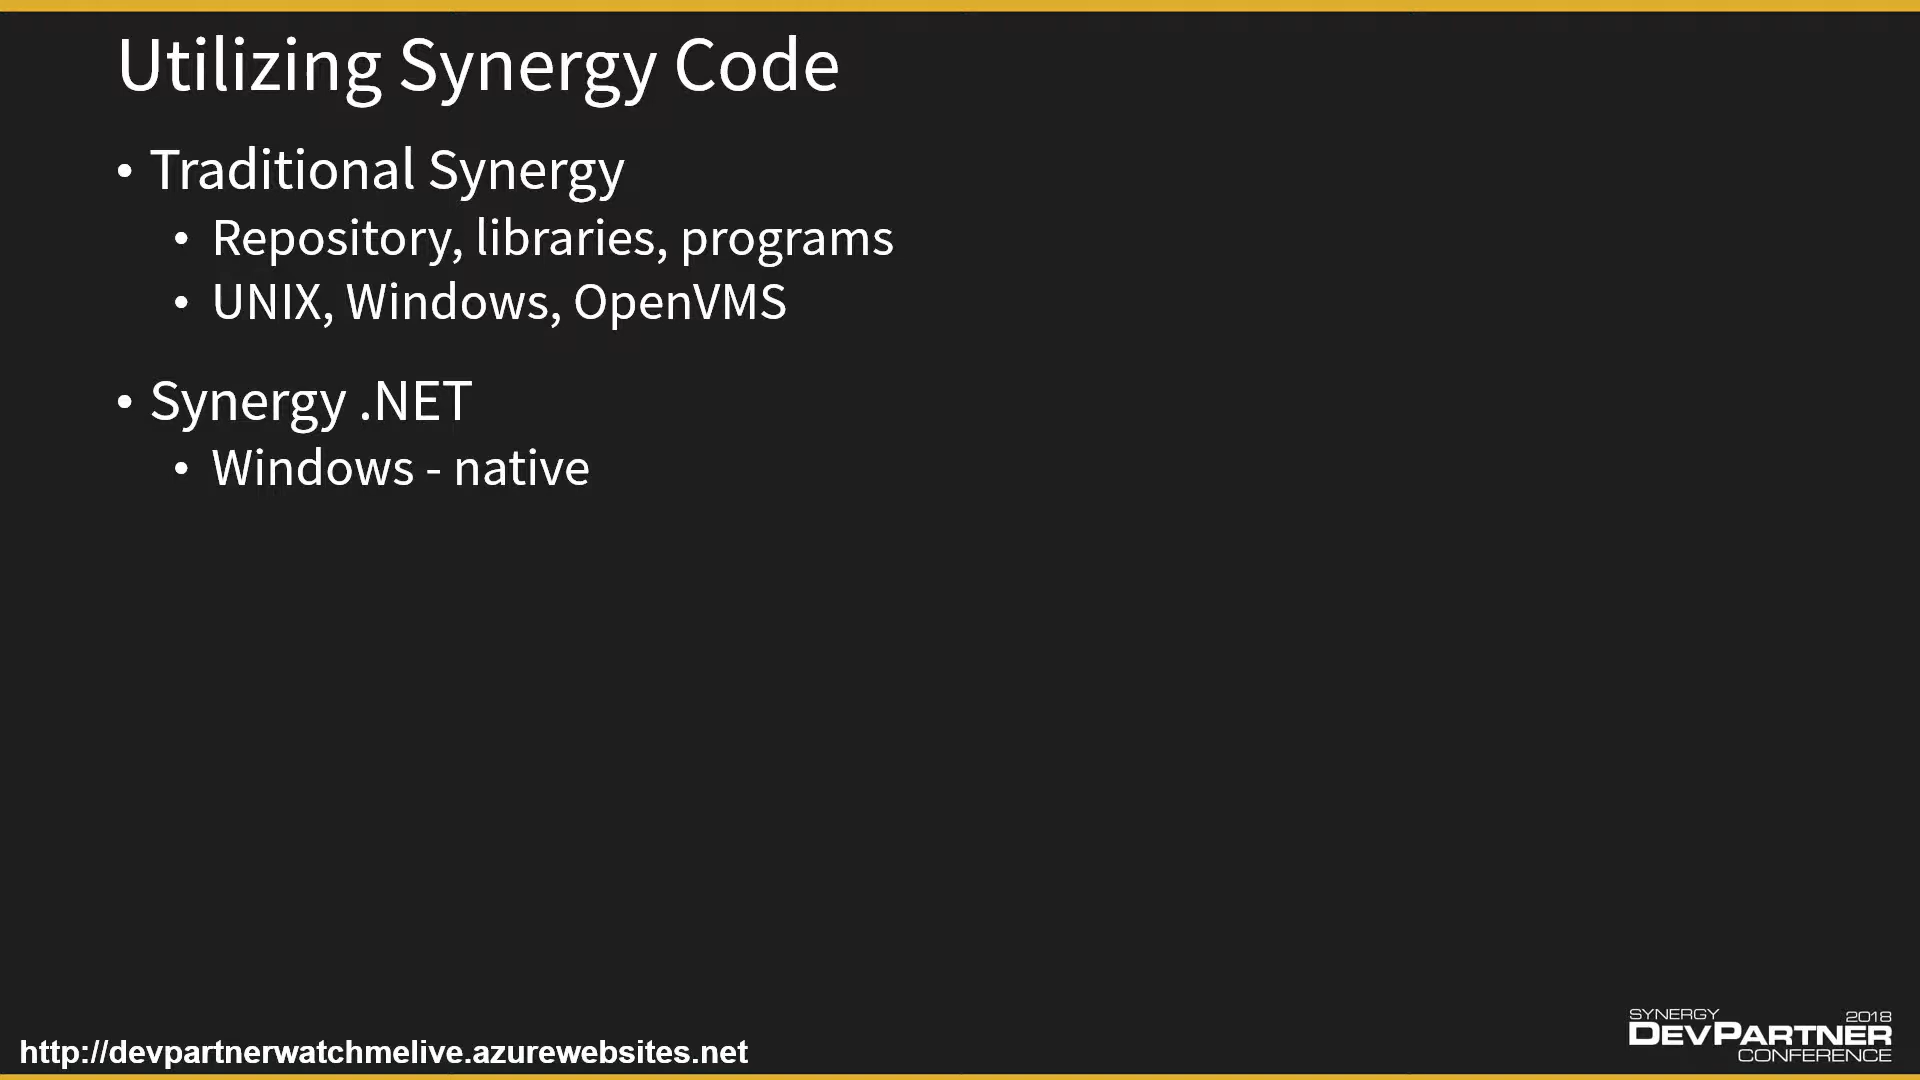 Utilizing Synergy Code
• Traditional Synergy
• Repository, libraries, programs
• UNIX, Windows, OpenVMS
• Synergy .NET
• Windows - native
http://devpartnerwatchmelive.azurewebsites.net
SYNERGY 2018
DEVPARTNER
CONFERENCE